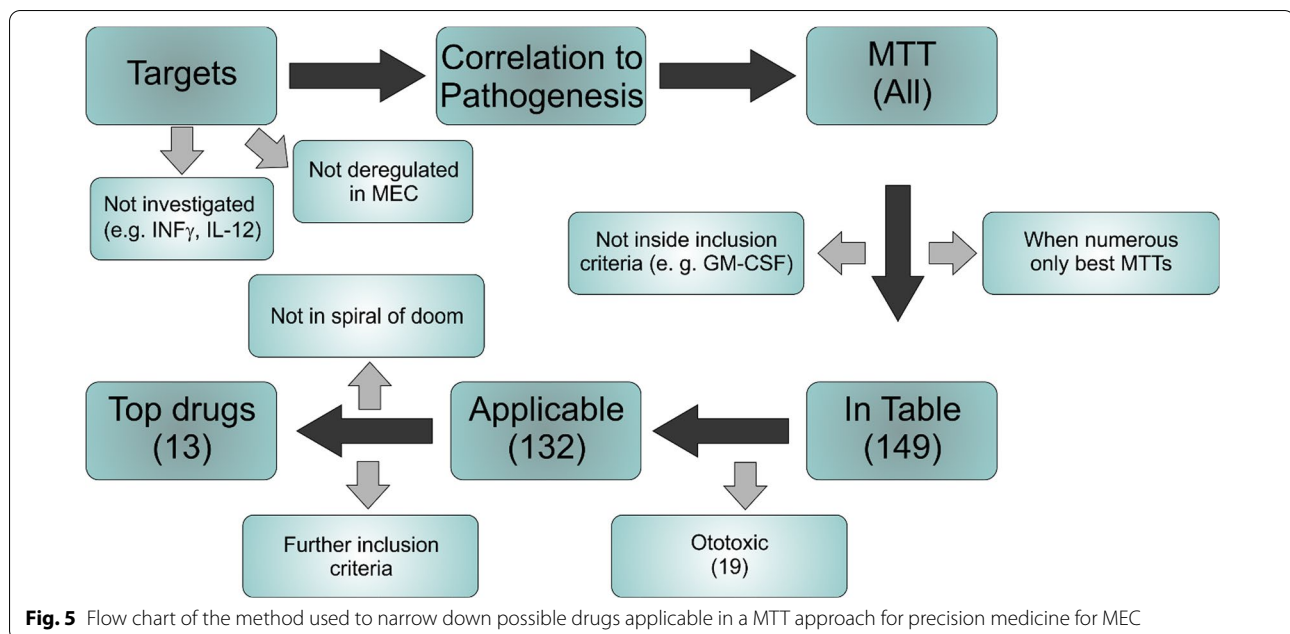 Targets
Correlation to
Pathogenesis
MTT
(All)
Not investigated
(e.g. INFγ, IL-12)
Not deregulated
in MEC
Not inside inclusion
criteria (e. g. GM-CSF)
When numerous
only best MTTs
Not in spiral of doom
Top drugs
(13)
Applicable
(132)
In Table
(149)
Further inclusion
criteria
Ototoxic
(19)
Fig. 5 Flow chart of the method used to narrow down possible drugs applicable in a MTT approach for precision medicine for MEC